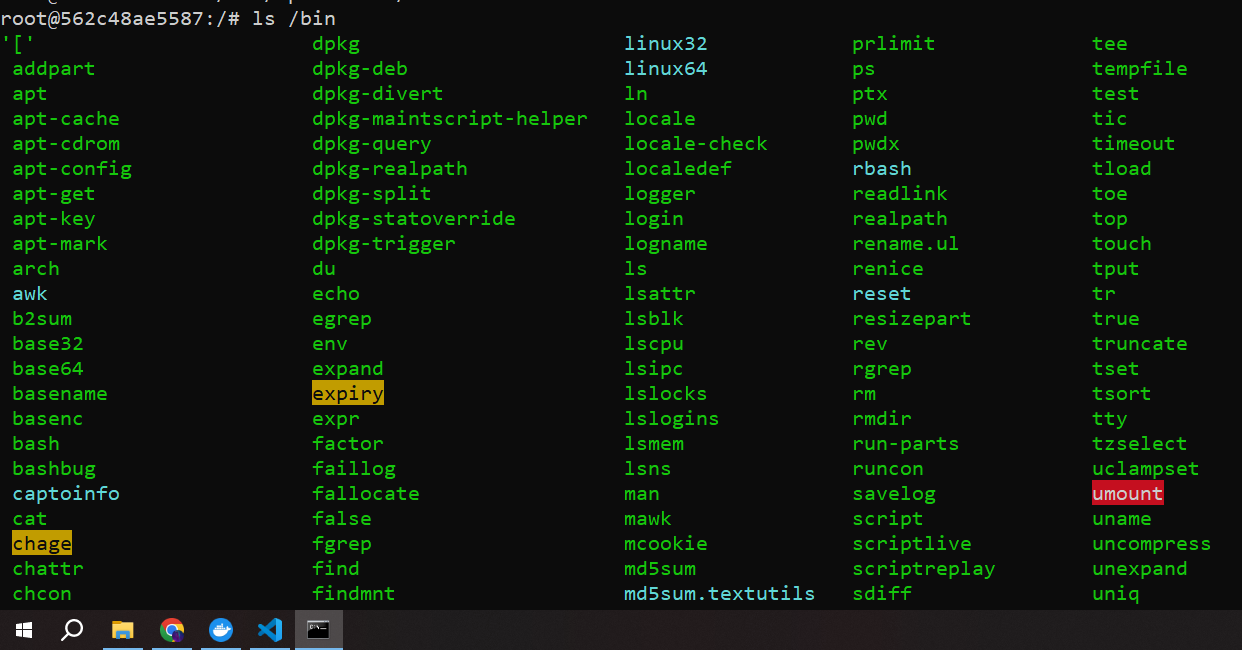 root@562c48ae5587:/# ls /bin
'[' dpkg linux32 prlimit tee
addpart dpkg-deb linux64 ps tempfile
apt dpkg-divert ln ptx test
apt-cache dpkg-maintscript-helper locale pwd tic
apt-cdrom dpkg-query locale-check pwdx timeout
apt-config dpkg-realpath localedef rbash tload
apt-get dpkg-split logger readlink toe
apt-key dpkg-statoverride login realpath top
apt-mark dpkg-trigger logname rename.ul touch
arch du ls renice tput
awk echo lsattr reset tr
b2sum egrep lsblk resizepart true
base32 env lscpu rev truncate
base64 expand lsipc rgrep tset
basename expiry lslocks rm tsort
basenc expr lslogins rmdir tty
bash factor lsmem run-parts tzselect
bashbug faillog lsns runcon uclampset
captoinfo fallocate man savelog umount
cat false mawk script uname
chage fgrep mcookie scriptlive uncompress
chattr find md5sum scriptreplay unexpand
chcon findmnt md5sum.textutils sdiff uniq